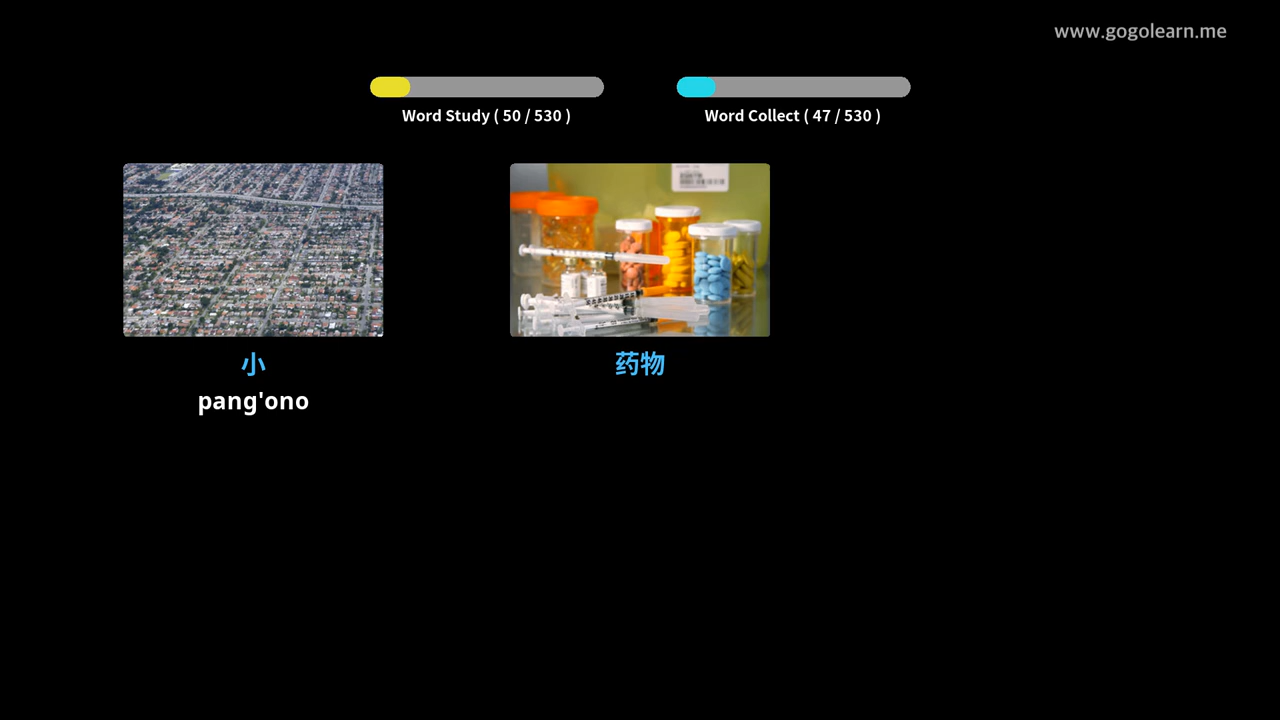 www.gogolearn.me
Word Study ( 50 / 530 )
Word Collect ( 47 / 530 )
小
pang'ono
药物